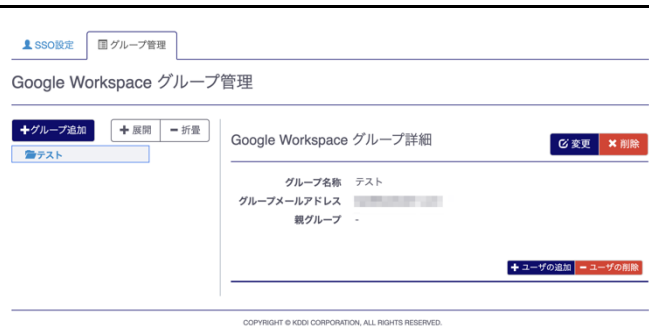 SSO設定 グループ管理
Google Workspace グループ管理
+グループ追加 + 展開 − 折畳
テスト
Google Workspace グループ詳細 変更 × 削除
グループ名称 テスト
グループメールアドレス
親グループ -
+ ユーザの追加 − ユーザの削除
COPYRIGHT © KDDI CORPORATION, ALL RIGHTS RESERVED.